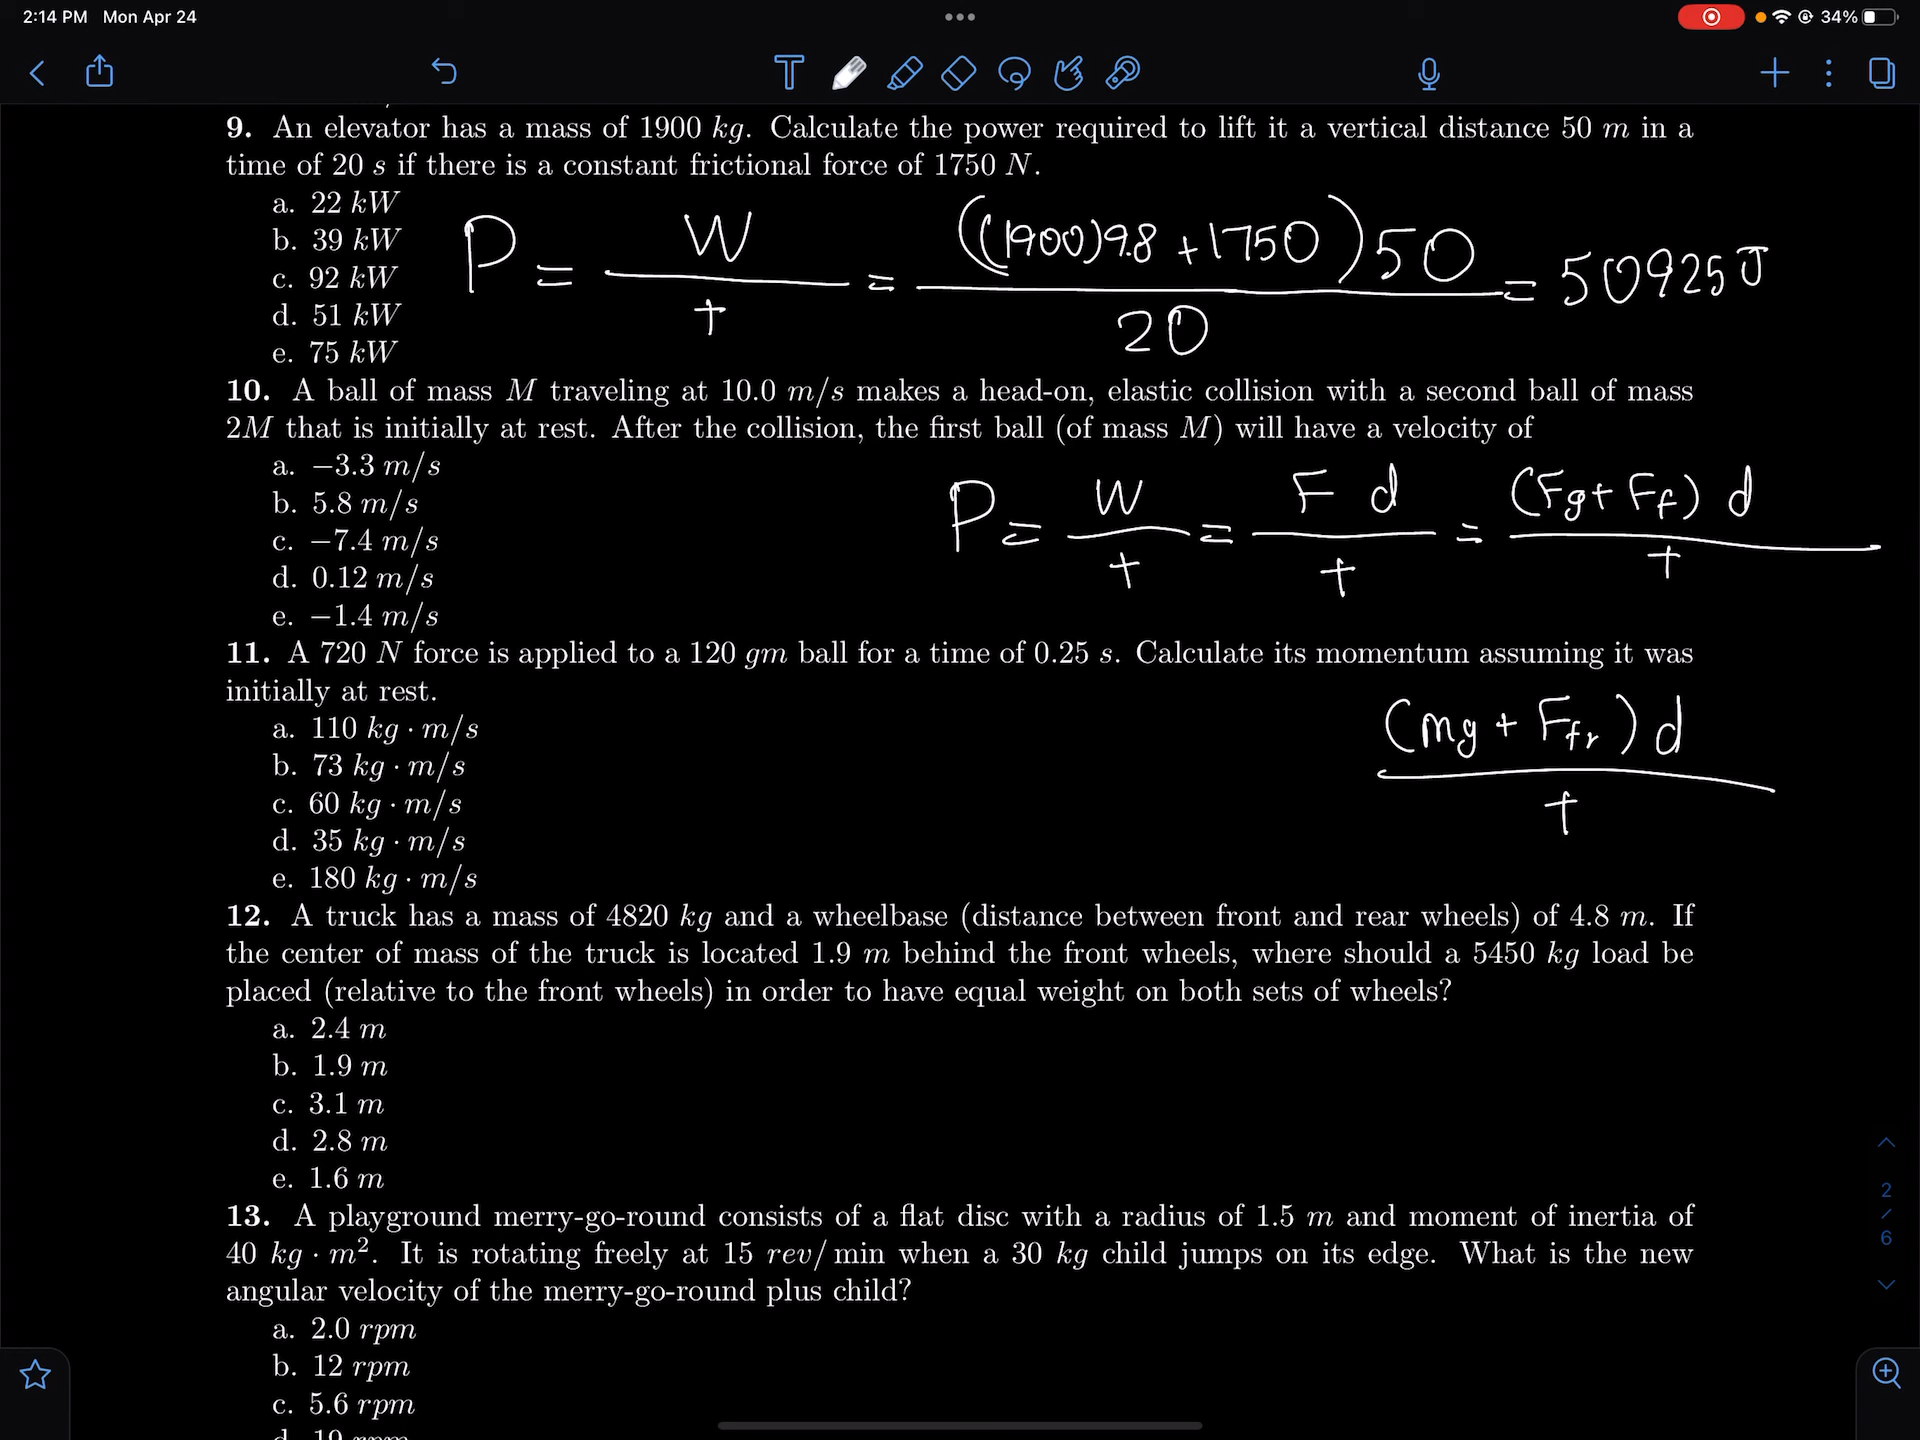 2:14 PM Mon Apr 24
34%
9. An elevator has a mass of 1900 kg. Calculate the power required to lift it a vertical distance 50 m in a
time of 20 s if there is a constant frictional force of 1750 N.
a. 22 kW
b. 39 kW
c. 92 kW
d. 51 kW
e. 75 kW
P = W / t = ((1900)9.8 + 1750)50 / 20 = 50925 J
10. A ball of mass M traveling at 10.0 m/s makes a head-on, elastic collision with a second ball of mass
2M that is initially at rest. After the collision, the first ball (of mass M) will have a velocity of
a. −3.3 m/s
b. 5.8 m/s
c. −7.4 m/s
d. 0.12 m/s
e. −1.4 m/s
P = W / t = F d / t = (Fg + Ff) d / t
11. A 720 N force is applied to a 120 gm ball for a time of 0.25 s. Calculate its momentum assuming it was
initially at rest.
a. 110 kg · m/s
b. 73 kg · m/s
c. 60 kg · m/s
d. 35 kg · m/s
e. 180 kg · m/s
(mg + Ffr) d / t
12. A truck has a mass of 4820 kg and a wheelbase (distance between front and rear wheels) of 4.8 m. If
the center of mass of the truck is located 1.9 m behind the front wheels, where should a 5450 kg load be
placed (relative to the front wheels) in order to have equal weight on both sets of wheels?
a. 2.4 m
b. 1.9 m
c. 3.1 m
d. 2.8 m
e. 1.6 m
13. A playground merry-go-round consists of a flat disc with a radius of 1.5 m and moment of inertia of
40 kg · m². It is rotating freely at 15 rev/min when a 30 kg child jumps on its edge. What is the new
angular velocity of the merry-go-round plus child?
a. 2.0 rpm
b. 12 rpm
c. 5.6 rpm
d. 19 rpm
2 / 6